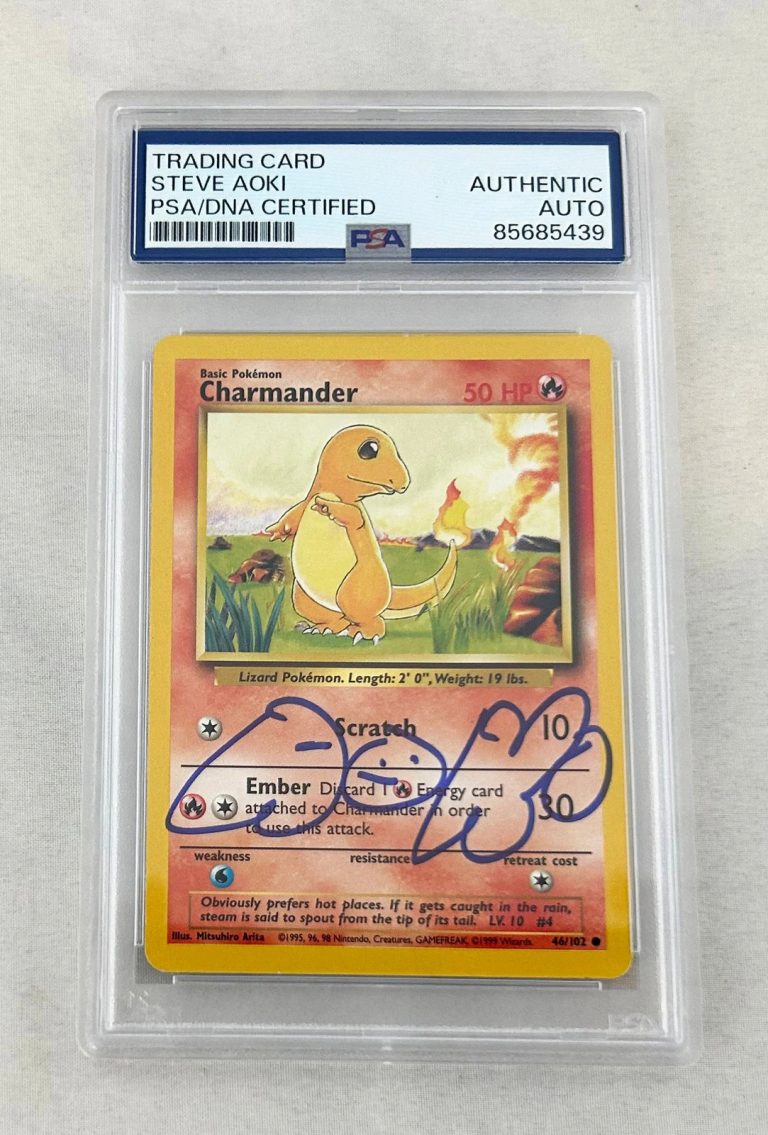 TRADING CARD
STEVE AOKI
PSA/DNA CERTIFIED
AUTHENTIC
AUTO
85685439
PSA
Basic Pokémon
Charmander
50 HP
Lizard Pokémon. Length: 2' 0", Weight: 19 lbs.
Scratch 10
Ember Discard 1 Energy card
attached to Charmander in order
to use this attack.
30
weakness resistance retreat cost
Obviously prefers hot places. If it gets caught in the rain,
steam is said to spout from the tip of its tail. LV. 10 #4
Illus. Mitsuhiro Arita ©1995, 96, 98 Nintendo, Creatures, GAMEFREAK. ©1999 Wizards. 46/102